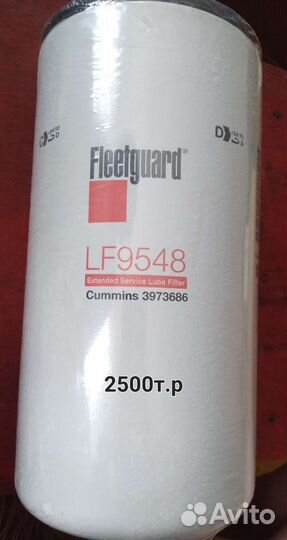 Fleetguard®
LF9548
Extended Service Lube Filter
Cummins 3973686
2500т.р
Avito